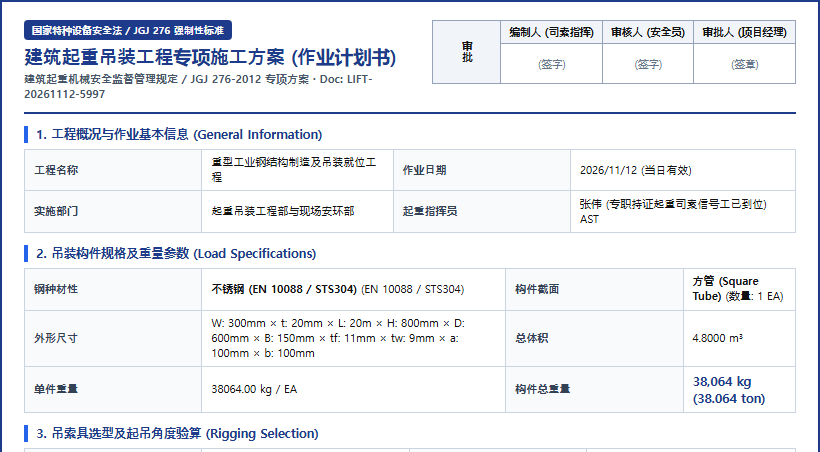 国家特种设备安全法 / JGJ 276 强制性标准
建筑起重吊装工程专项施工方案 (作业计划书)
建筑起重机械安全监督管理规定 / JGJ 276-2012 专项方案 · Doc: LIFT-
20261112-5997
审
批
编制人 (司索指挥)
审核人 (安全员)
审批人 (项目经理)
(签字)
(签字)
(签章)
1. 工程概况与作业基本信息 (General Information)
工程名称
重型工业钢结构制造及吊装就位工
程
作业日期
2026/11/12 (当日有效)
实施部门
起重吊装工程部与现场安环部
起重指挥员
张伟 (专职持证起重司索信号工已到位)
AST
2. 吊装构件规格及重量参数 (Load Specifications)
钢种材性
不锈钢 (EN 10088 / STS304) (EN 10088 / STS304)
构件截面
方管 (Square
Tube) (数量: 1 EA)
外形尺寸
W: 300mm × t: 20mm × L: 20m × H: 800mm × D:
600mm × B: 150mm × tf: 11mm × tw: 9mm × a:
100mm × b: 100mm
总体积
4.8000 m³
单件重量
38064.00 kg / EA
构件总重量
38,064 kg
(38.064 ton)
3. 吊索具选型及起吊角度验算 (Rigging Selection)